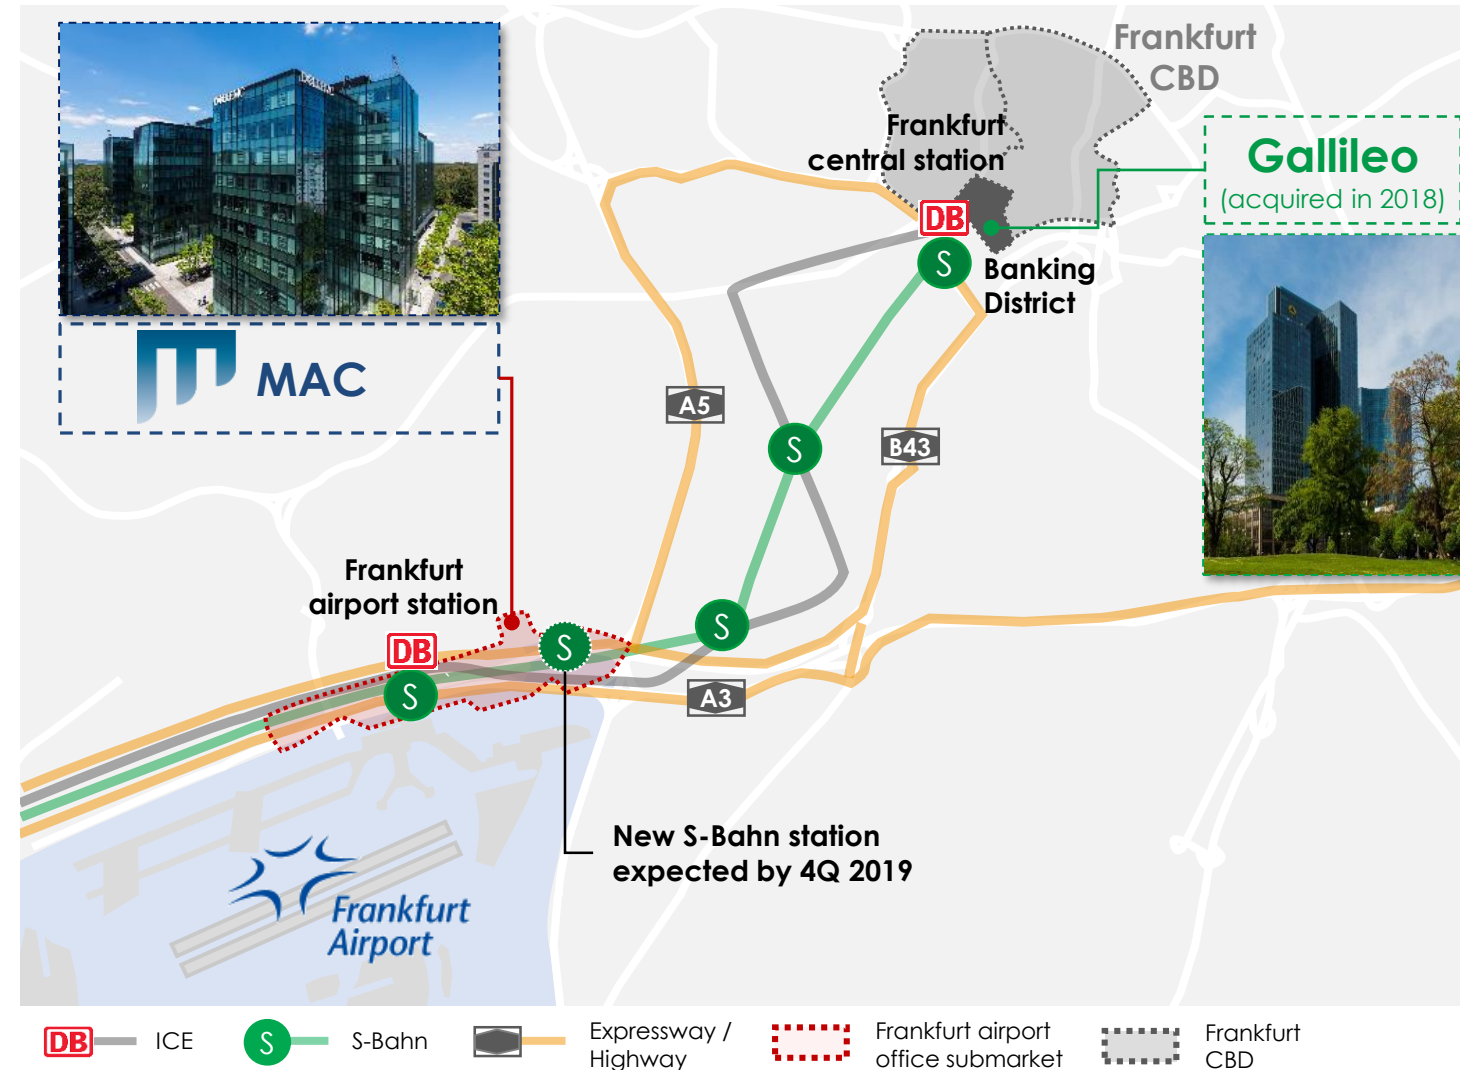 Frankfurt
CBD
Frankfurt
central station
Gallileo
(acquired in 2018)
DB
S
Banking
District
MAC
A5
S
B43
Frankfurt
airport station
S
S
DB
S
A3
New S-Bahn station
expected by 4Q 2019
Frankfurt
Airport
DB
ICE
S
S-Bahn
Expressway /
Highway
Frankfurt airport
office submarket
Frankfurt
CBD